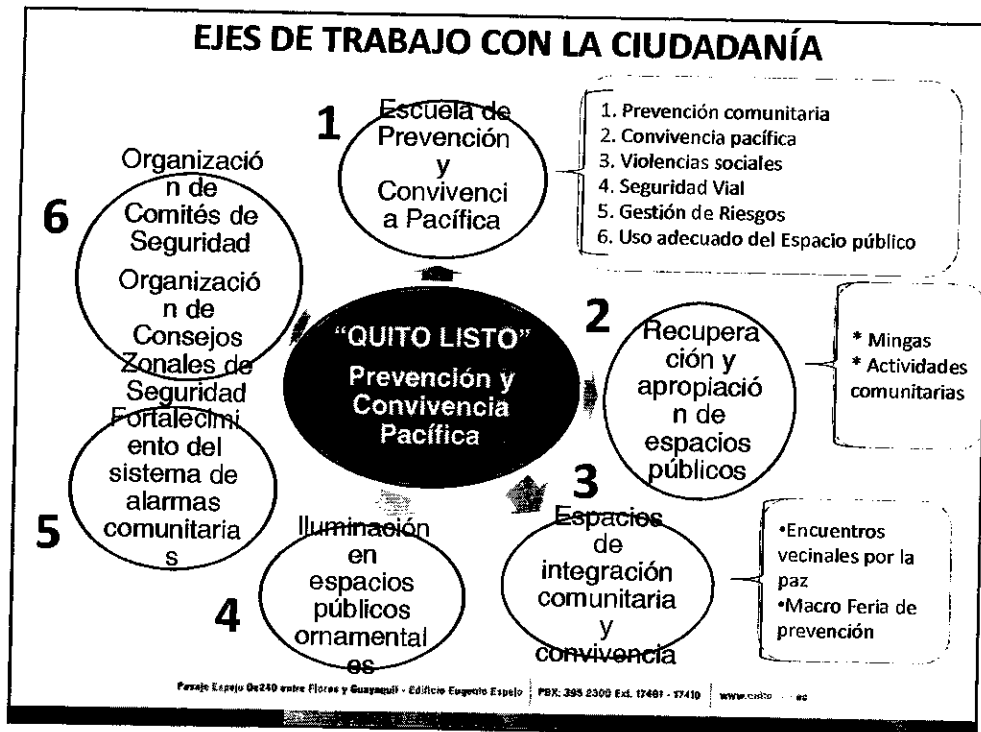 EJES DE TRABAJO CON LA CIUDADANÍA
1
Escuela de
Prevención
y
Convivenci
a Pacífica
1. Prevención comunitaria
2. Convivencia pacífica
3. Violencias sociales
4. Seguridad Vial
5. Gestión de Riesgos
6. Uso adecuado del Espacio público
6
Organizació
n de
Comités de
Seguridad
Organizació
n de
Consejos
Zonales de
Seguridad
"QUITO LISTO"
Prevención y
Convivencia
Pacífica
2
Recupera
ción y
apropiació
n de
espacios
públicos
* Mingas
* Actividades
comunitarias
5
Fortalecimi
ento del
sistema de
alarmas
comunitaria
s
4
Iluminación
en
espacios
públicos
ornamental
es
3
Espacios
de
integración
comunitaria
y
convivencia
•Encuentros
vecinales por la
paz
•Macro Feria de
prevención
Pasaje Espejo Oe240 entre Flores y Guayaquil - Edificio Eugenio Espejo
PBX: 395 2300 Ext. 17401 - 17410